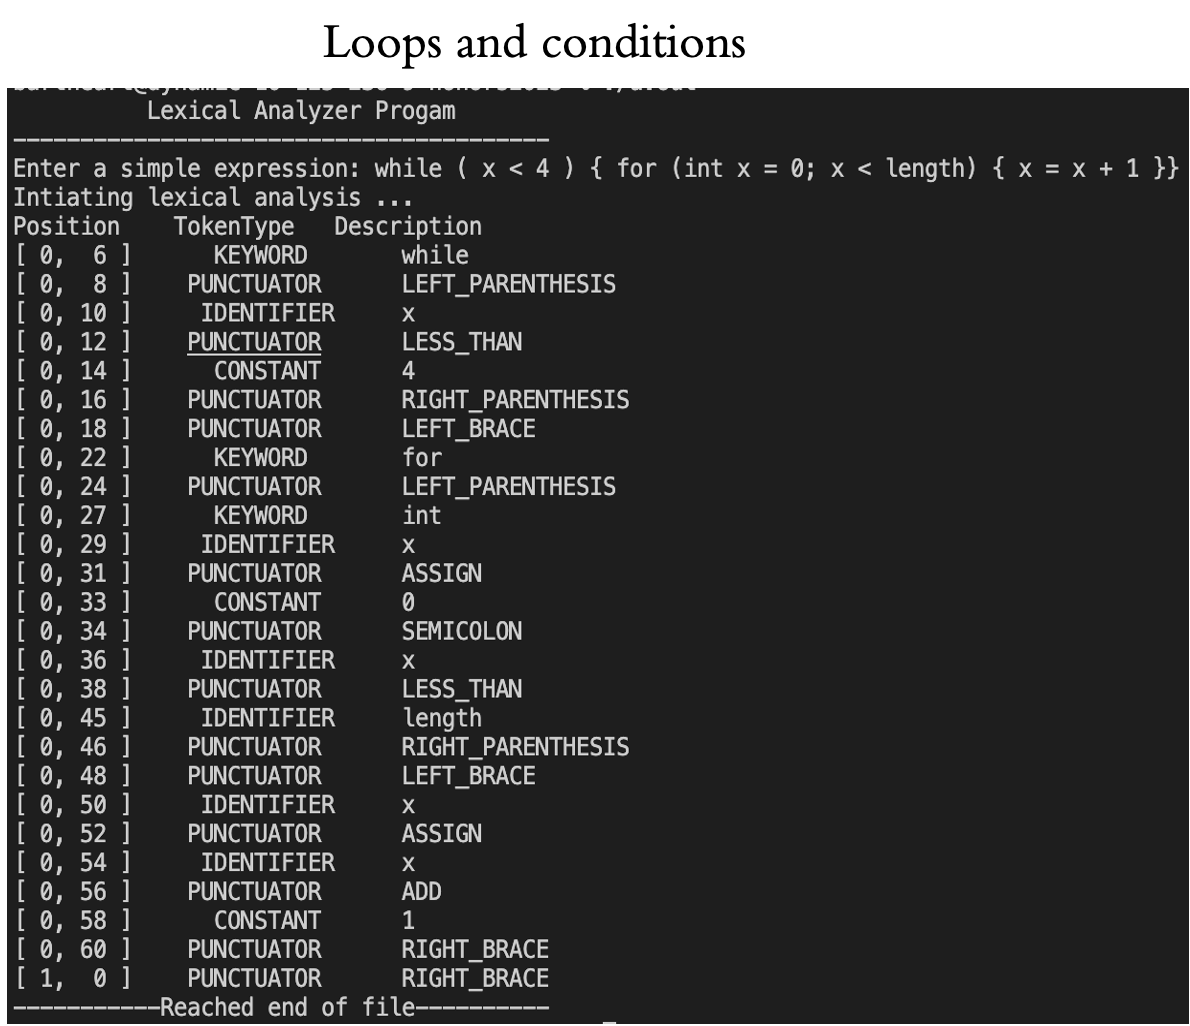 Loops and conditions
Lexical Analyzer Progam
----------------------------------------
Enter a simple expression: while ( x < 4 ) { for (int x = 0; x < length) { x = x + 1 }}
Intiating lexical analysis ...
Position TokenType Description
[ 0, 6 ] KEYWORD while
[ 0, 8 ] PUNCTUATOR LEFT_PARENTHESIS
[ 0, 10 ] IDENTIFIER x
[ 0, 12 ] PUNCTUATOR LESS_THAN
[ 0, 14 ] CONSTANT 4
[ 0, 16 ] PUNCTUATOR RIGHT_PARENTHESIS
[ 0, 18 ] PUNCTUATOR LEFT_BRACE
[ 0, 22 ] KEYWORD for
[ 0, 24 ] PUNCTUATOR LEFT_PARENTHESIS
[ 0, 27 ] KEYWORD int
[ 0, 29 ] IDENTIFIER x
[ 0, 31 ] PUNCTUATOR ASSIGN
[ 0, 33 ] CONSTANT 0
[ 0, 34 ] PUNCTUATOR SEMICOLON
[ 0, 36 ] IDENTIFIER x
[ 0, 38 ] PUNCTUATOR LESS_THAN
[ 0, 45 ] IDENTIFIER length
[ 0, 46 ] PUNCTUATOR RIGHT_PARENTHESIS
[ 0, 48 ] PUNCTUATOR LEFT_BRACE
[ 0, 50 ] IDENTIFIER x
[ 0, 52 ] PUNCTUATOR ASSIGN
[ 0, 54 ] IDENTIFIER x
[ 0, 56 ] PUNCTUATOR ADD
[ 0, 58 ] CONSTANT 1
[ 0, 60 ] PUNCTUATOR RIGHT_BRACE
[ 1, 0 ] PUNCTUATOR RIGHT_BRACE
-----------Reached end of file----------